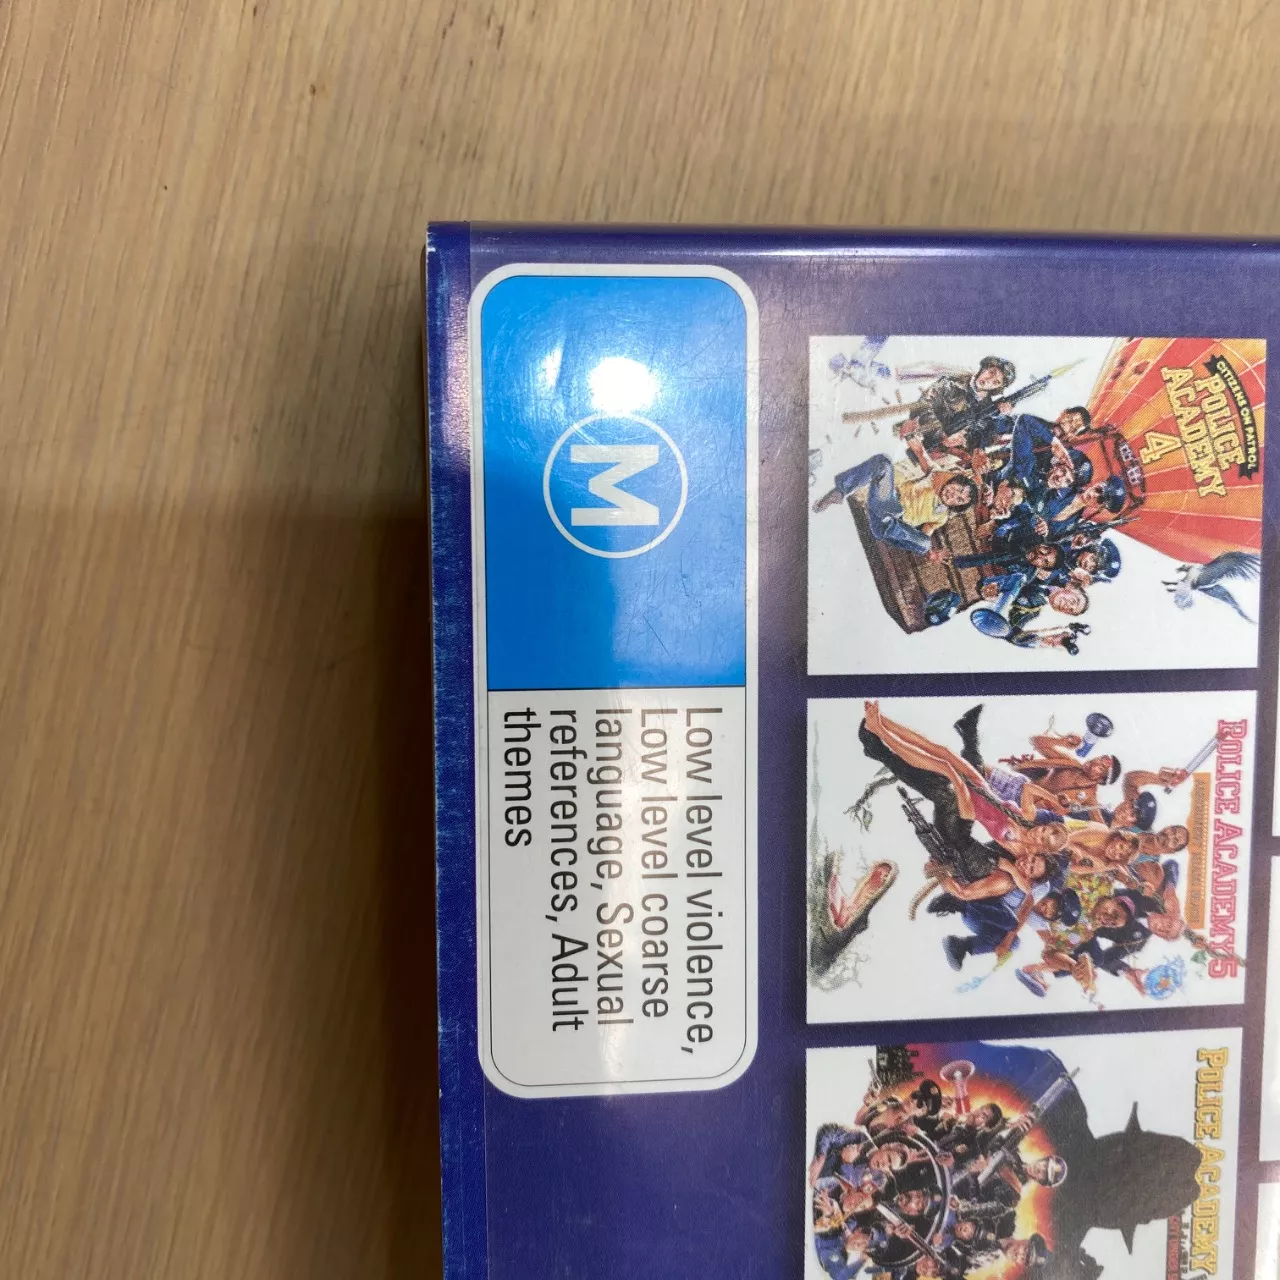 M
Low level violence,
Low level coarse
language, Sexual
references, Adult
themes
CITIZENS ON PATROL
POLICE
ACADEMY
4
POLICE ACADEMY 5
POLICE ACADEMY